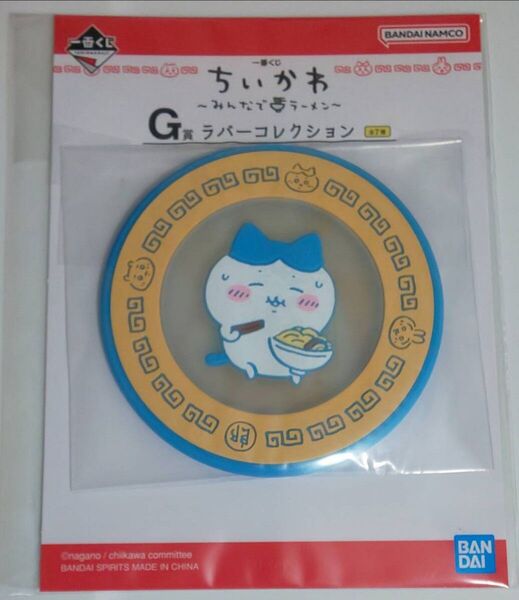 一番くじ
BANDAI NAMCO
一番くじ
ちいかわ
～みんなでラーメン～
G賞 ラバーコレクション 全7種
郎
©nagano / chiikawa committee
BANDAI SPIRITS MADE IN CHINA
BAN
DAI